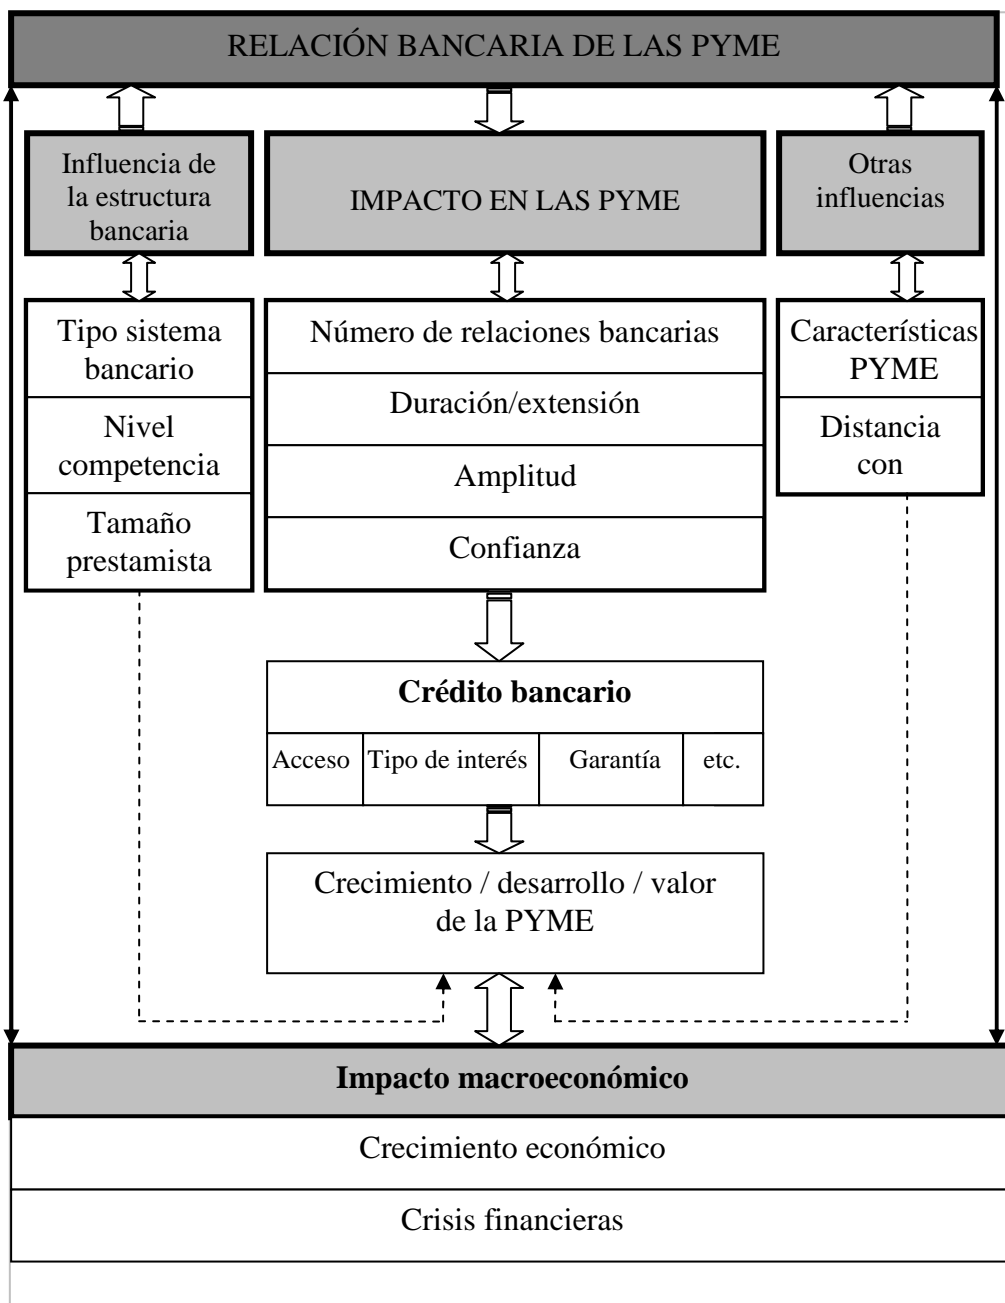 RELACIÓN BANCARIA DE LAS PYME
Influencia de
la estructura
bancaria
IMPACTO EN LAS PYME
Otras
influencias
Tipo sistema
bancario
Nivel
competencia
Tamaño
prestamista
Número de relaciones bancarias
Duración/extensión
Amplitud
Confianza
Característícas
PYME
Distancia
con
Crédito bancario
Acceso
Tipo de interés
Garantía
etc.
Crecimiento / desarrollo / valor
de la PYME
Impacto macroeconómico
Crecimiento económico
Crisis financieras